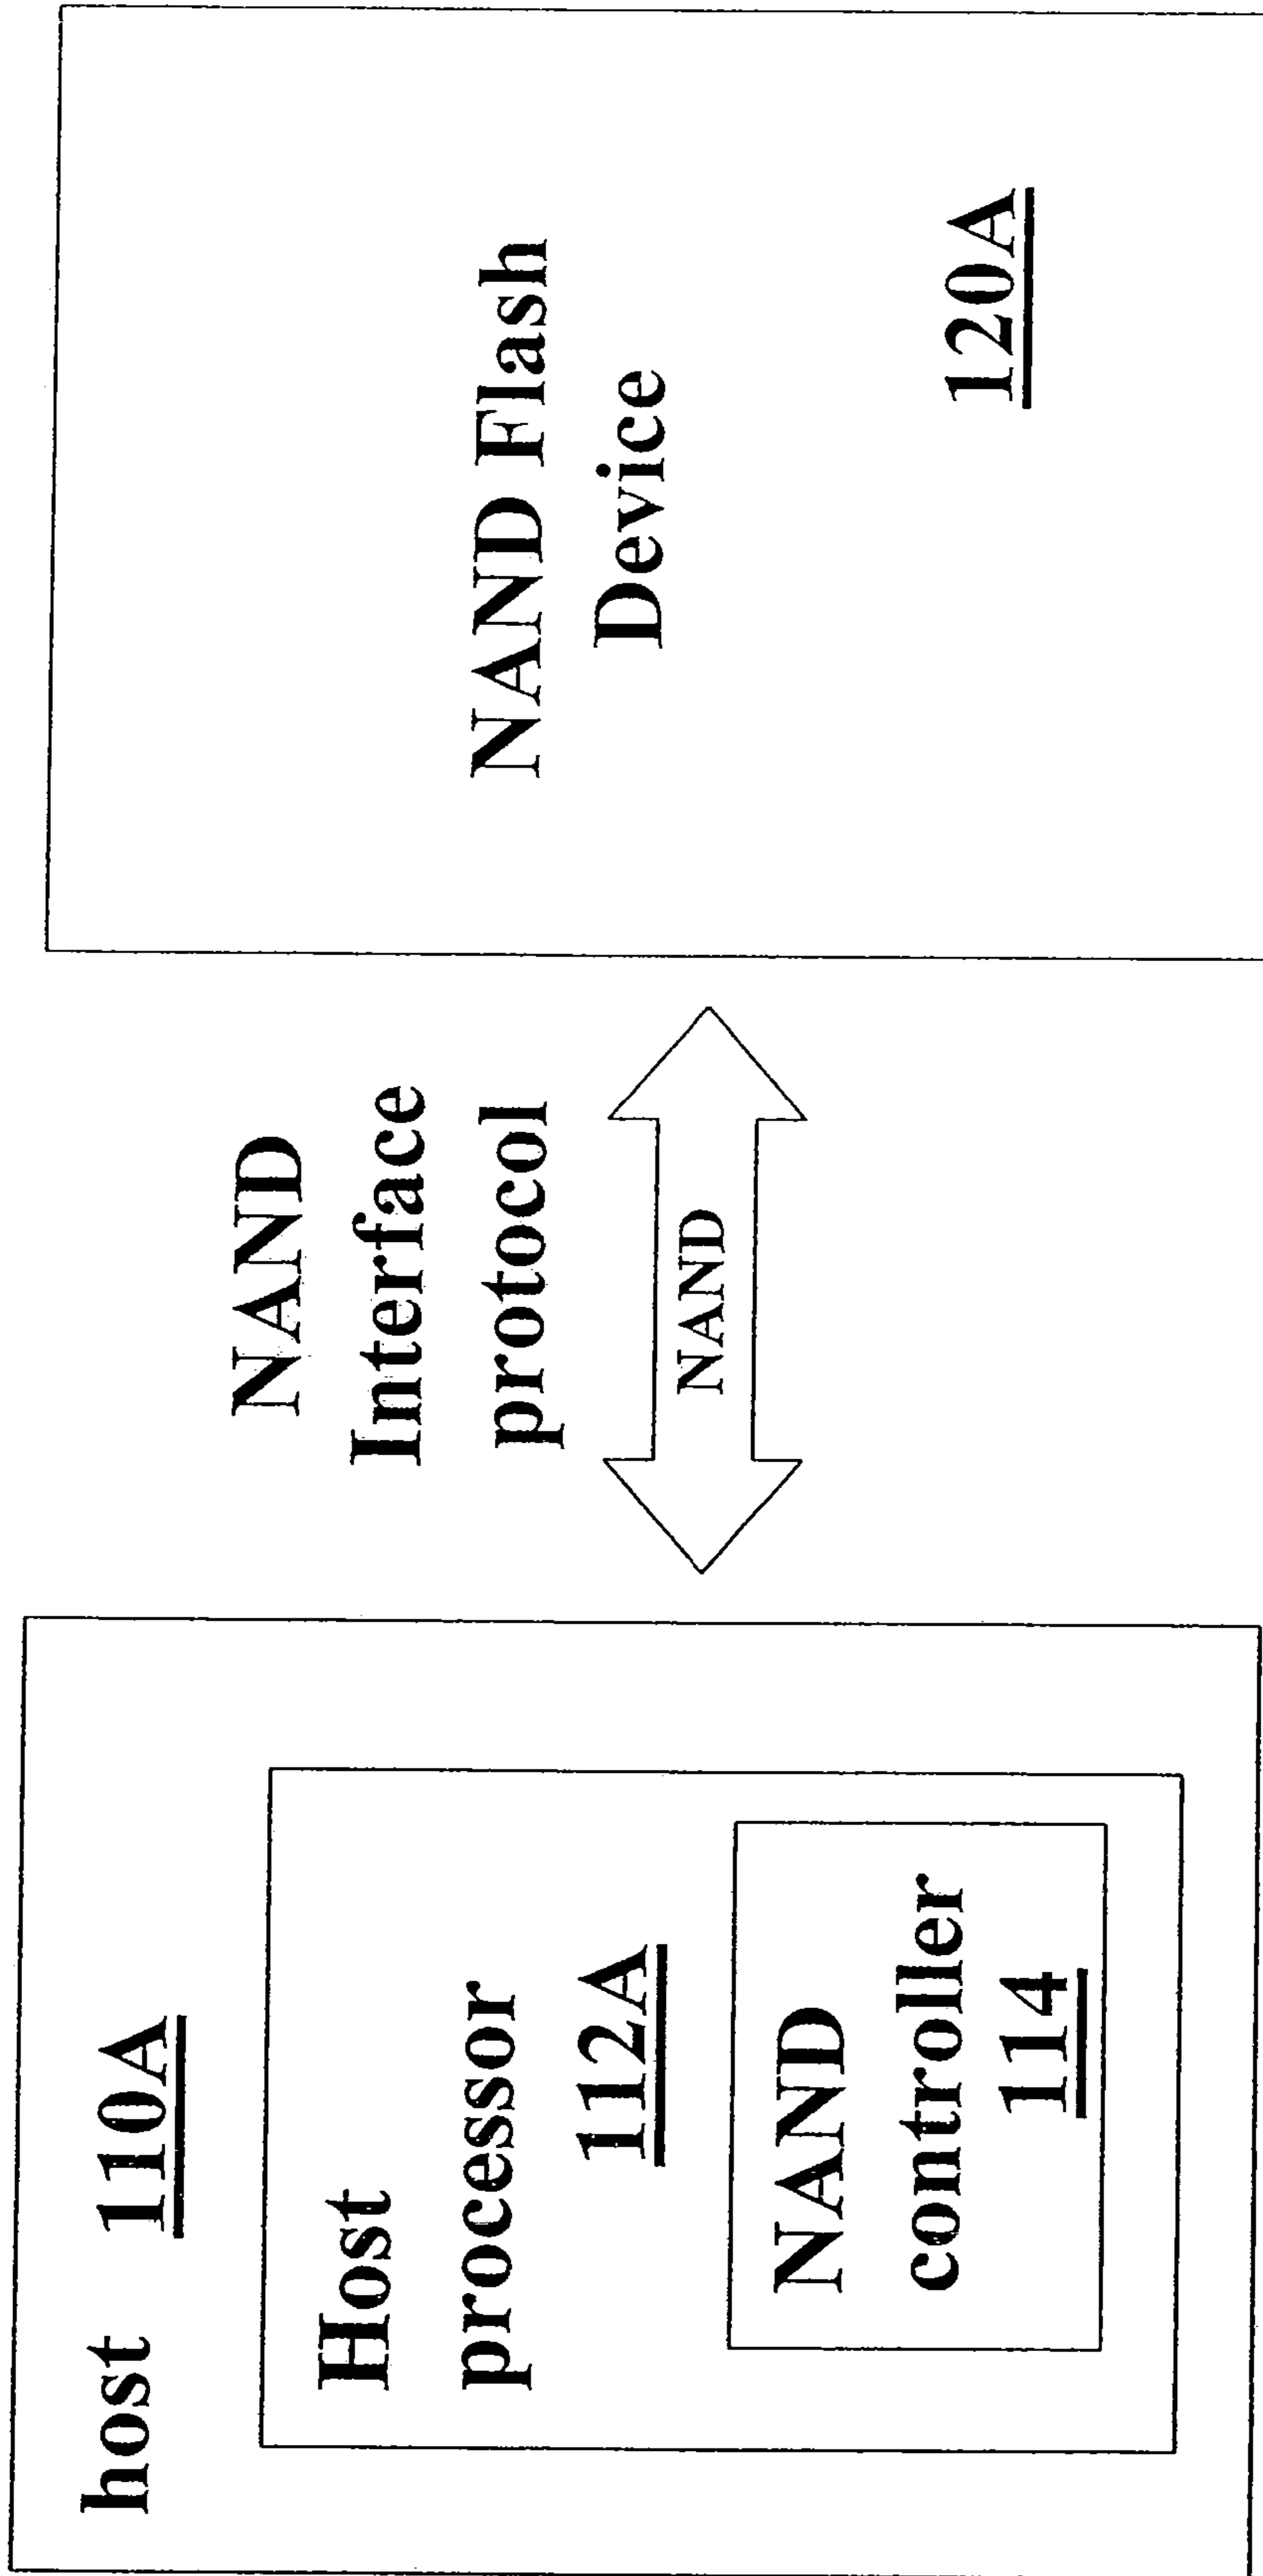 host 110A
Host
processor
112A
NAND
controller
114
NAND
Interface
protocol
NAND
NAND Flash
Device
120A